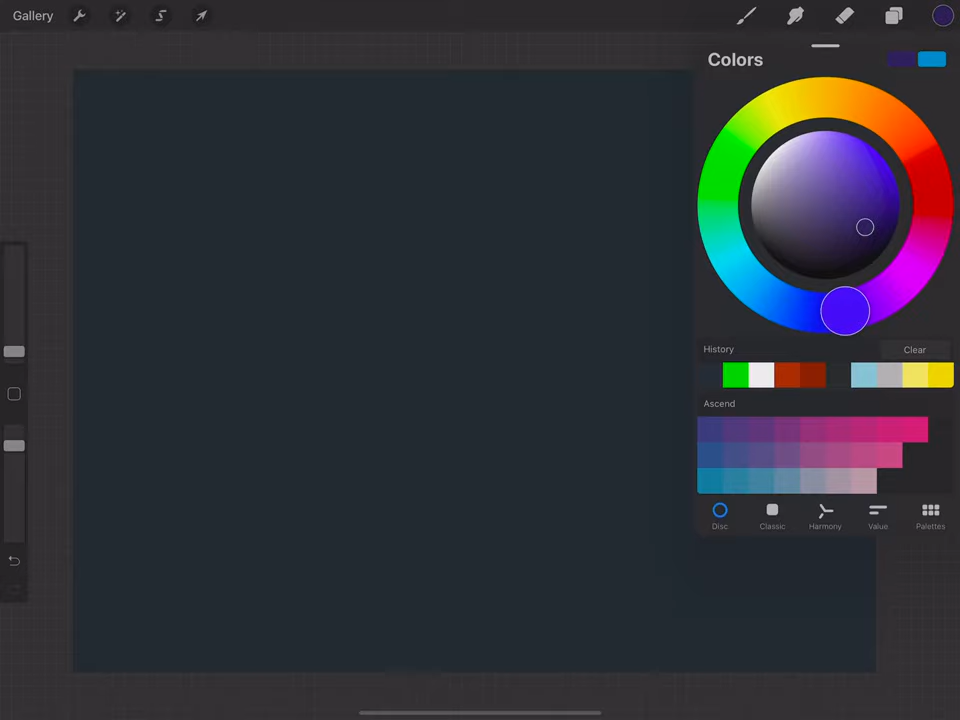 Gallery
Colors
History
Clear
Ascend
Disc
Classic
Harmony
Value
Palettes